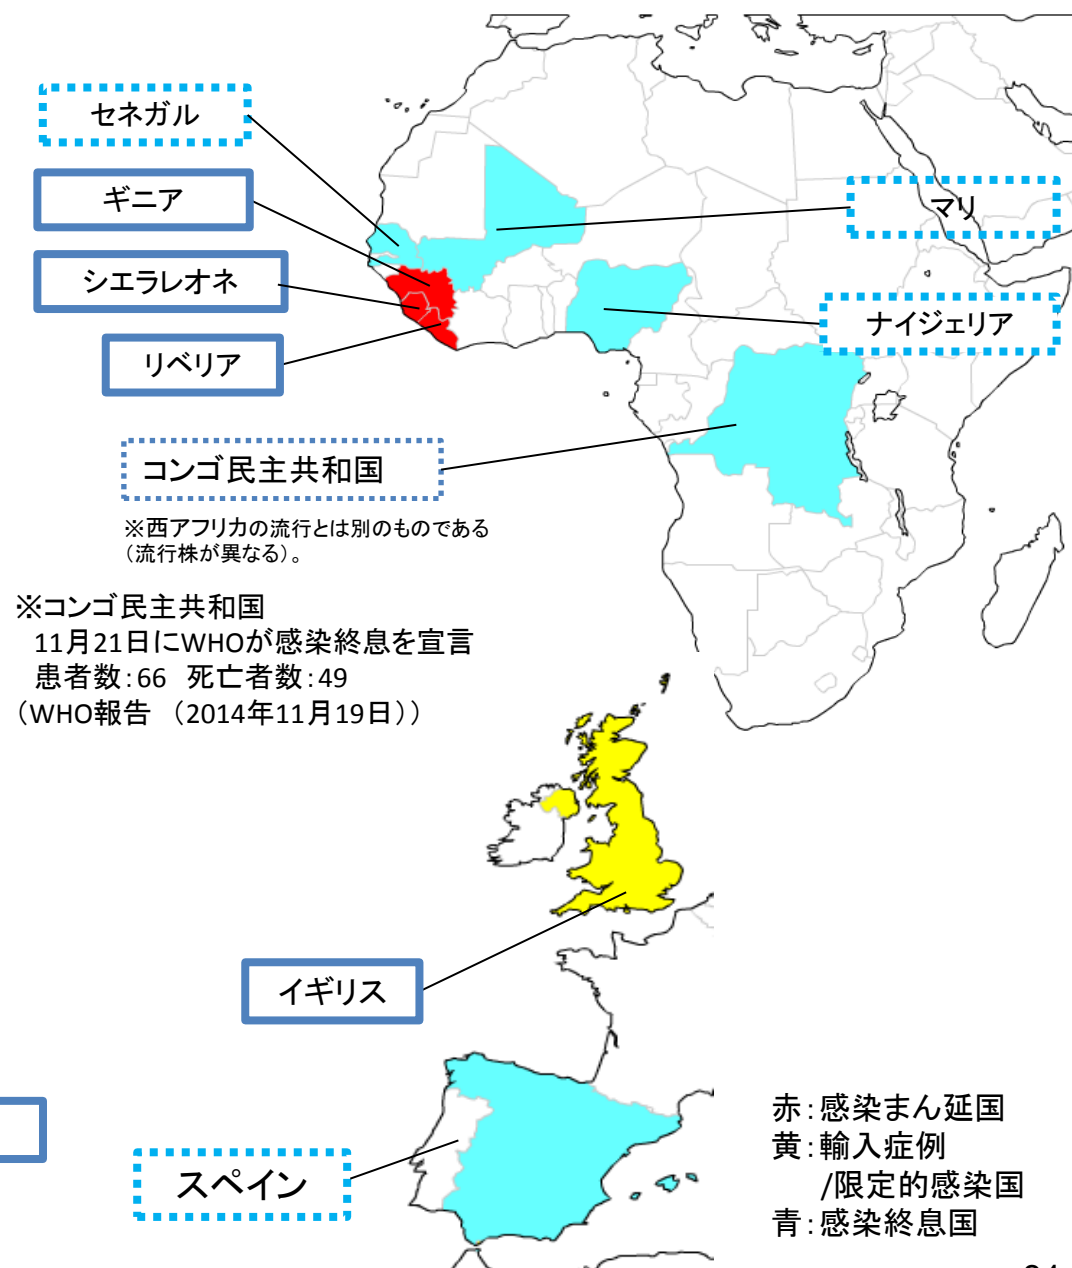 セネガル
ギニア
マリ
シエラレオネ
ナイジェリア
リベリア
コンゴ民主共和国
※西アフリカの流行とは別のものである
（流行株が異なる）。
※コンゴ民主共和国
11月21日にWHOが感染終息を宣言
患者数：66 死亡者数：49
（WHO報告 （2014年11月19日））
イギリス
スペイン
赤：感染まん延国
黄：輸入症例
/限定的感染国
青：感染終息国